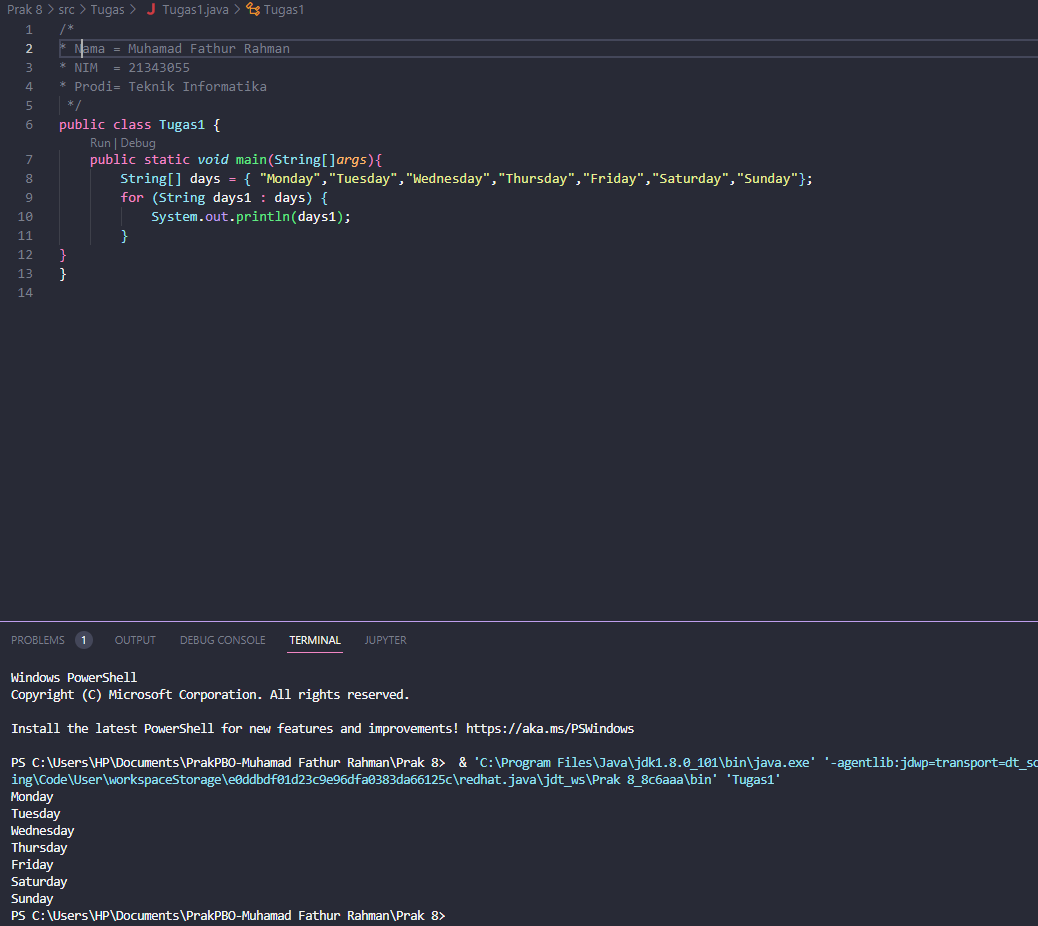 Prak 8 > src > Tugas > J Tugas1.java > Tugas1
1 /*
2 * Nama = Muhamad Fathur Rahman
3 * NIM  = 21343055
4 * Prodi= Teknik Informatika
5  */
6 public class Tugas1 {
Run | Debug
7     public static void main(String[]args){
8         String[] days = { "Monday","Tuesday","Wednesday","Thursday","Friday","Saturday","Sunday"};
9         for (String days1 : days) {
10             System.out.println(days1);
11         }
12 }
13 }
14
PROBLEMS 1 OUTPUT DEBUG CONSOLE TERMINAL JUPYTER
Windows PowerShell
Copyright (C) Microsoft Corporation. All rights reserved.
Install the latest PowerShell for new features and improvements! https://aka.ms/PSWindows
PS C:\Users\HP\Documents\PrakPBO-Muhamad Fathur Rahman\Prak 8>  & 'C:\Program Files\Java\jdk1.8.0_101\bin\java.exe' '-agentlib:jdwp=transport=dt_so
ing\Code\User\workspaceStorage\e0ddbdf01d23c9e96dfa0383da66125c\redhat.java\jdt_ws\Prak 8_8c6aaa\bin' 'Tugas1'
Monday
Tuesday
Wednesday
Thursday
Friday
Saturday
Sunday
PS C:\Users\HP\Documents\PrakPBO-Muhamad Fathur Rahman\Prak 8>